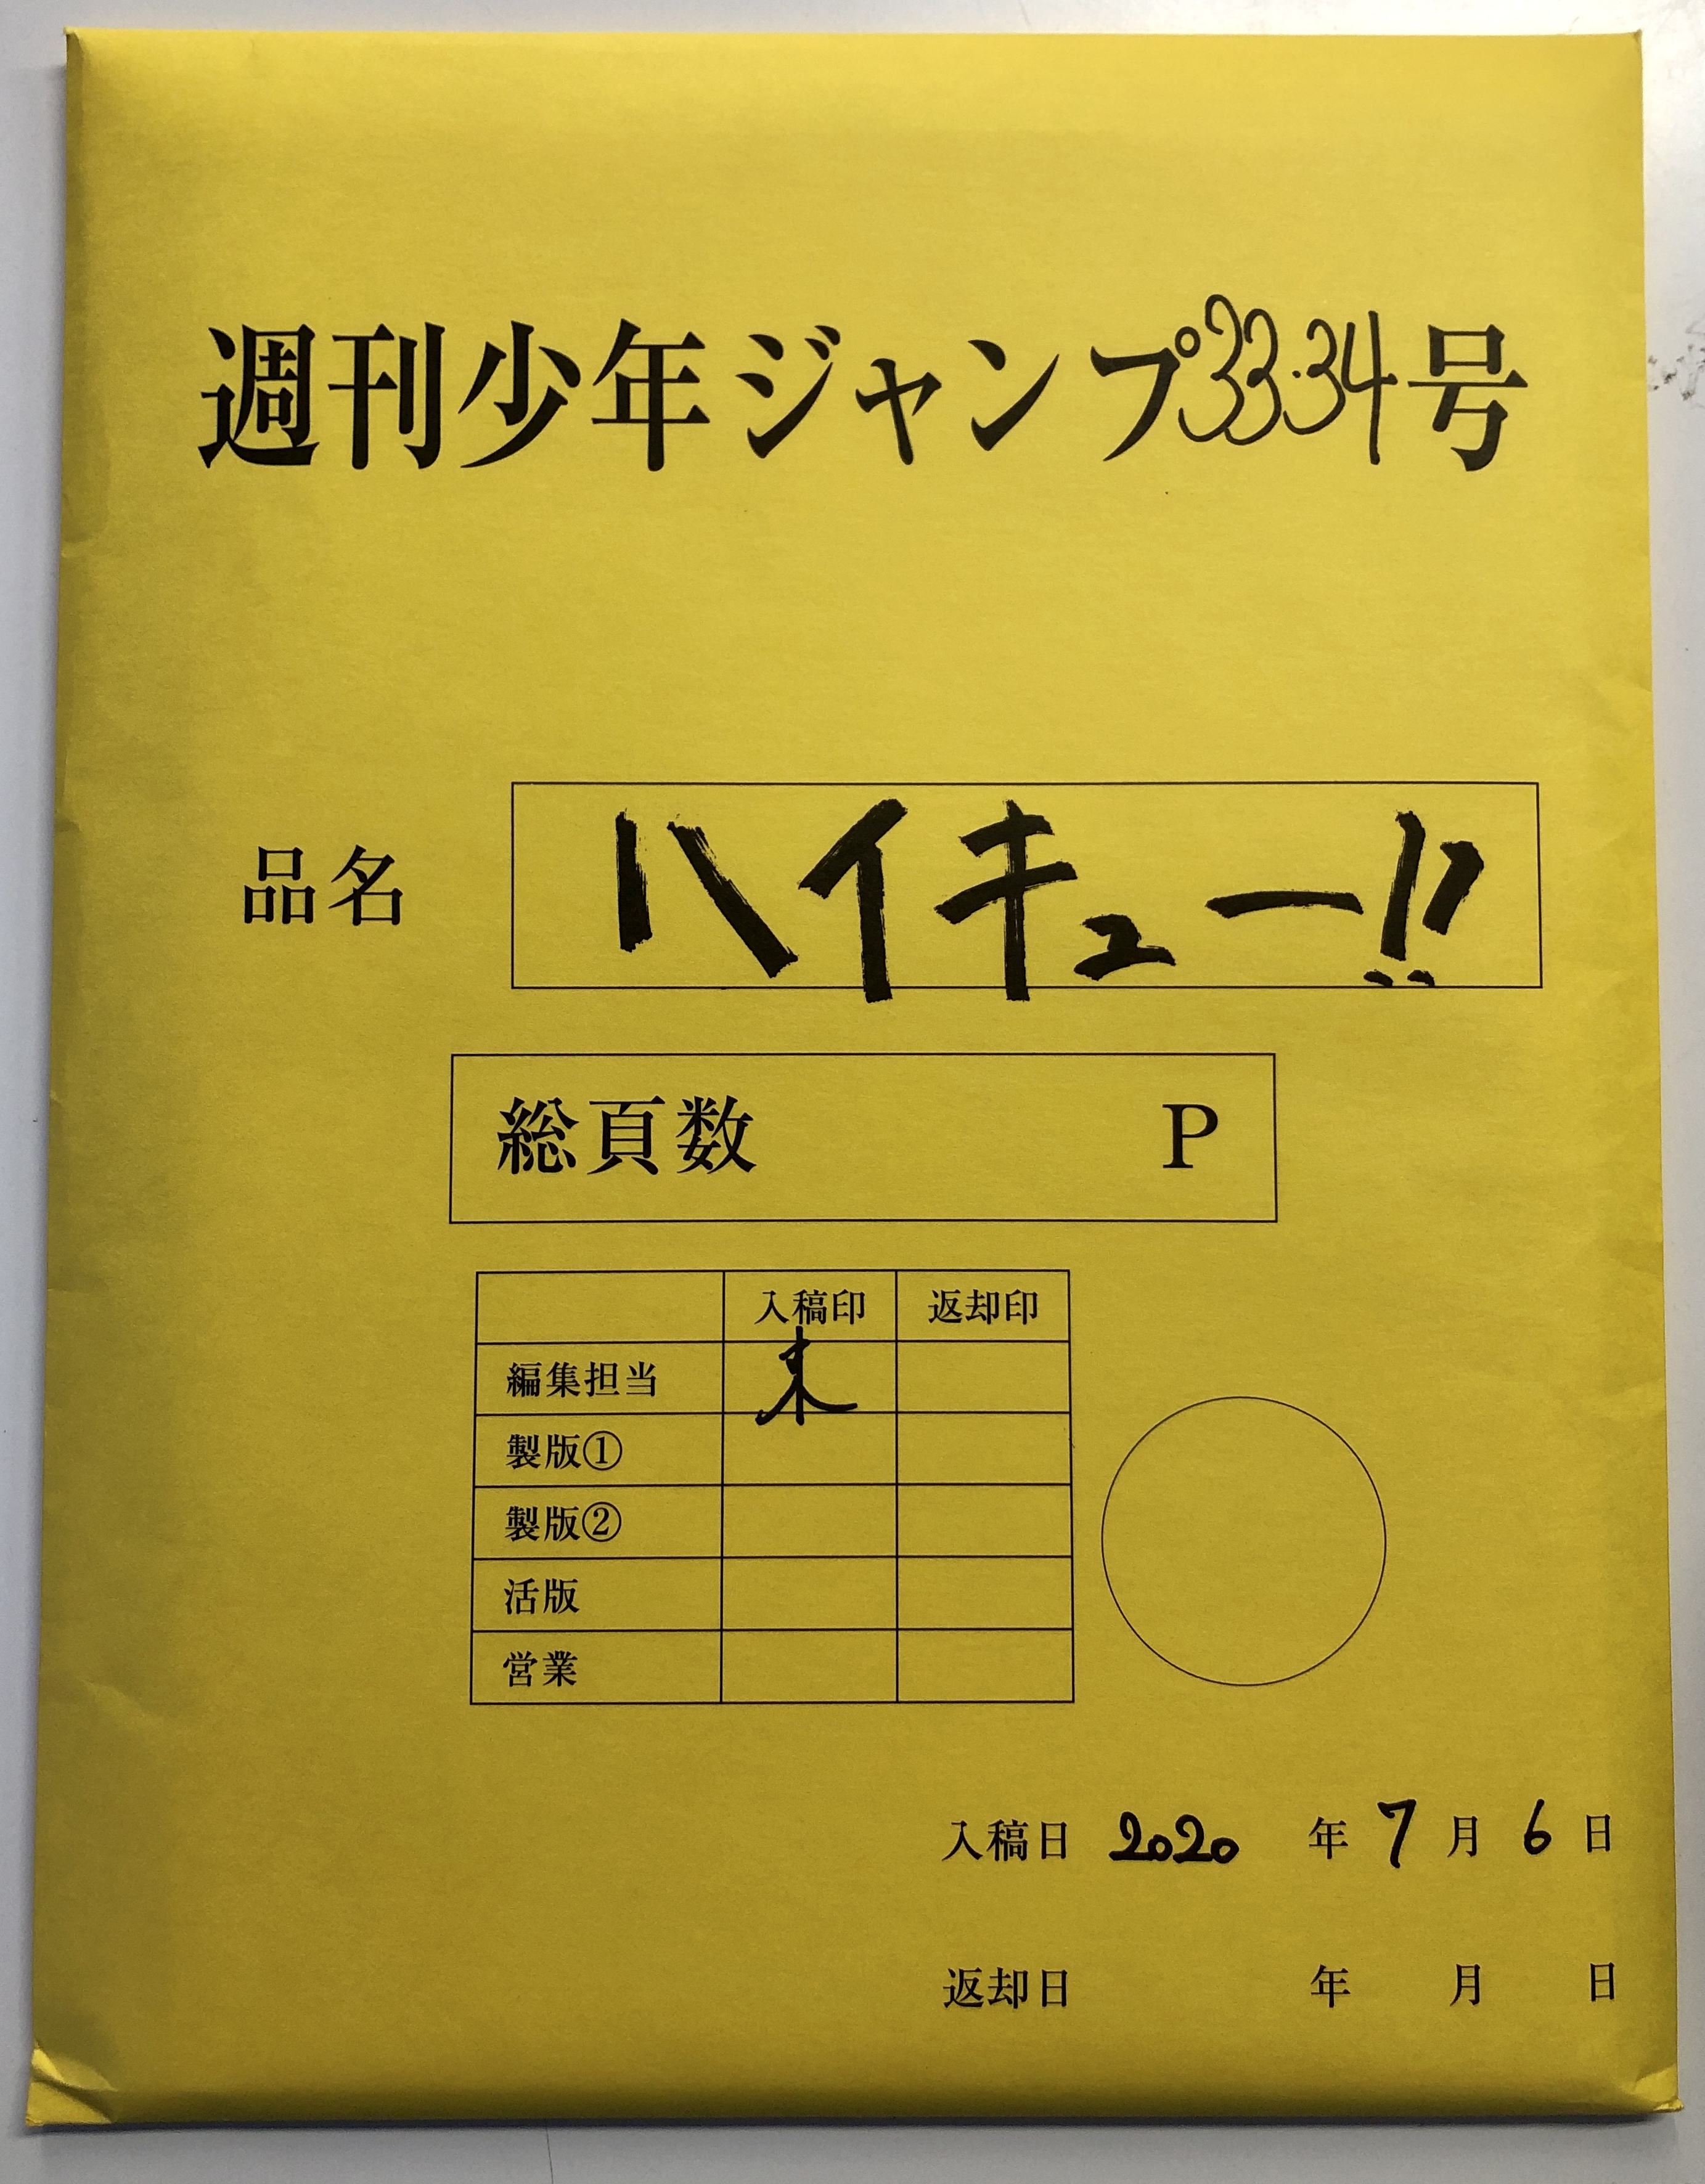 週刊少年ジャンプ33・34号
品名 ハイキュー!!
総頁数 P
入稿印 返却印
編集担当
製版①
製版②
活版
営業
入稿日 2020 年 7 月 6 日
返却日 年 月 日